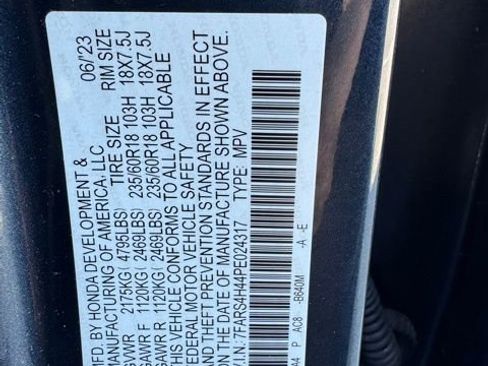 MFD. BY HONDA DEVELOPMENT & 06/23
MANUFACTURING OF AMERICA, LLC
TIRE SIZE RIM SIZE
GVWR 2175KG( 4795LBS)
GAWR F 1120KG( 2469LBS) 235/60R18 103H 18X7.5J
GAWR R 1120KG( 2469LBS) 235/60R18 103H 18X7.5J
THIS VEHICLE CONFORMS TO ALL APPLICABLE
FEDERAL MOTOR VEHICLE SAFETY
AND THEFT PREVENTION STANDARDS IN EFFECT
ON THE DATE OF MANUFACTURE SHOWN ABOVE.
V.I.N.: 7FARS4H44PE024317 TYPE: MPV
A4 P AC8 -B640M -A -E